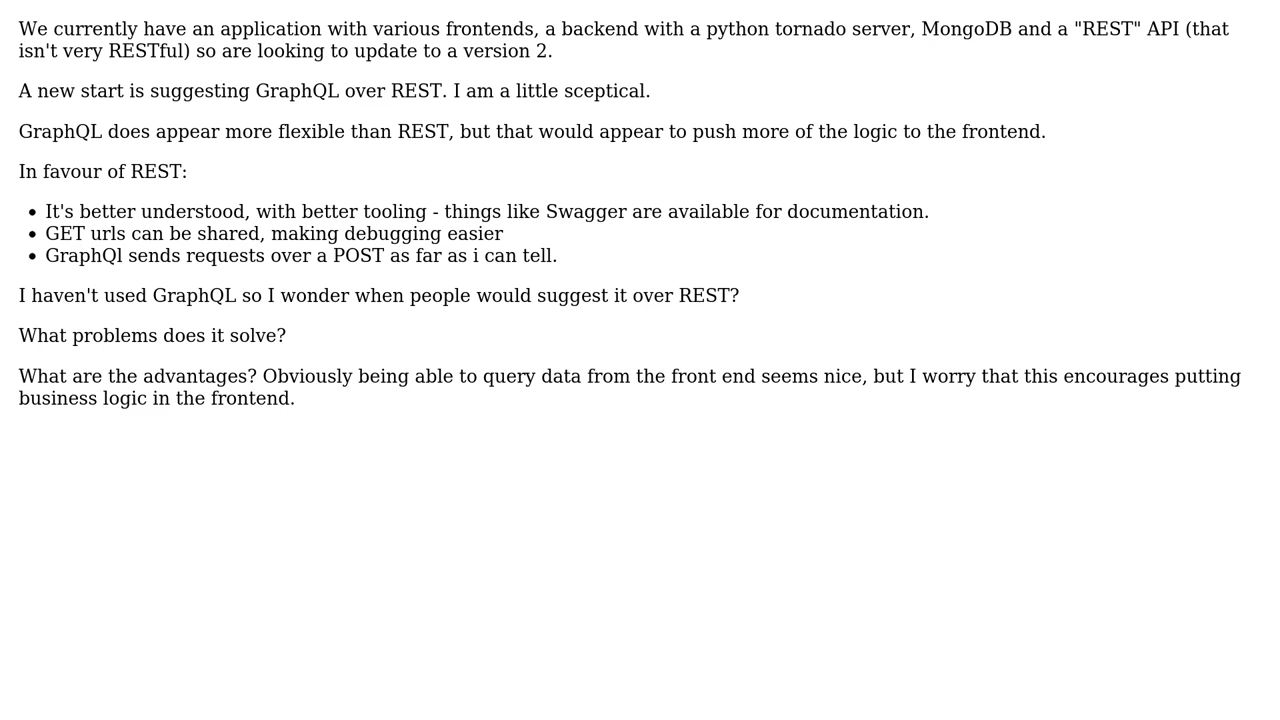 We currently have an application with various frontends, a backend with a python tornado server, MongoDB and a "REST" API (that
isn't very RESTful) so are looking to update to a version 2.
A new start is suggesting GraphQL over REST. I am a little sceptical.
GraphQL does appear more flexible than REST, but that would appear to push more of the logic to the frontend.
In favour of REST:
• It's better understood, with better tooling - things like Swagger are available for documentation.
• GET urls can be shared, making debugging easier
• GraphQl sends requests over a POST as far as i can tell.
I haven't used GraphQL so I wonder when people would suggest it over REST?
What problems does it solve?
What are the advantages? Obviously being able to query data from the front end seems nice, but I worry that this encourages putting
business logic in the frontend.